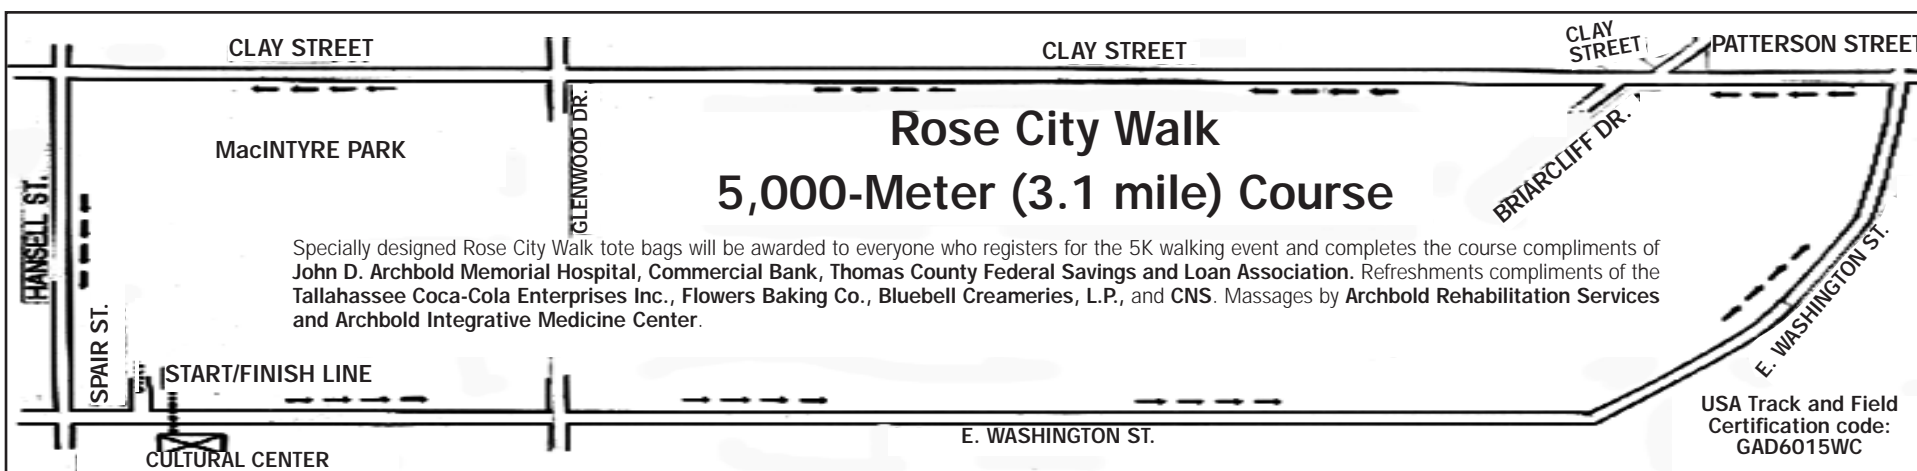 CLAY STREET
CLAY STREET
CLAY
STREET
PATTERSON STREET
MacINTYRE PARK
GLENWOOD DR.
Rose City Walk
5,000-Meter (3.1 mile) Course
BRIARCLIFF DR.
HANSELL ST.
Specially designed Rose City Walk tote bags will be awarded to everyone who registers for the 5K walking event and completes the course compliments of
John D. Archbold Memorial Hospital, Commercial Bank, Thomas County Federal Savings and Loan Association. Refreshments compliments of the
Tallahassee Coca-Cola Enterprises Inc., Flowers Baking Co., Bluebell Creameries, L.P., and CNS. Massages by Archbold Rehabilitation Services
and Archbold Integrative Medicine Center.
E. WASHINGTON ST.
SPAIR ST.
START/FINISH LINE
E. WASHINGTON ST.
CULTURAL CENTER
USA Track and Field
Certification code:
GAD6015WC